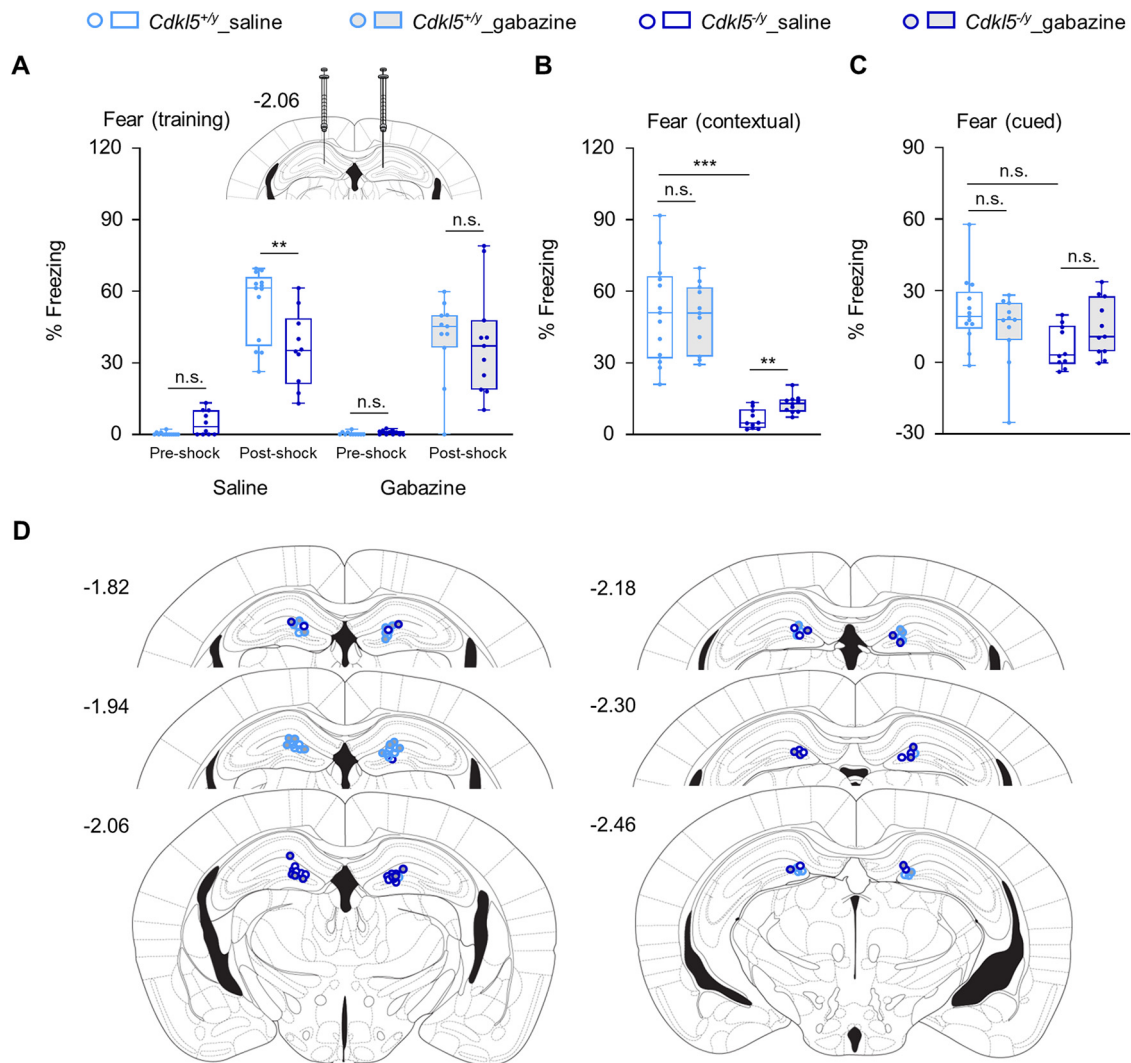 Cdkl5+/y_saline Cdkl5+/y_gabazine Cdkl5-/y_saline Cdkl5-/y_gabazine
A
-2.06
Fear (training)
120
90
60
30
0
% Freezing
n.s.
**
n.s.
n.s.
Pre-shock Post-shock Pre-shock Post-shock
Saline Gabazine
B
Fear (contextual)
120
90
60
30
0
% Freezing
***
n.s.
**
C
Fear (cued)
90
60
30
0
-30
% Freezing
n.s.
n.s.
n.s.
D
-1.82
-1.94
-2.06
-2.18
-2.30
-2.46